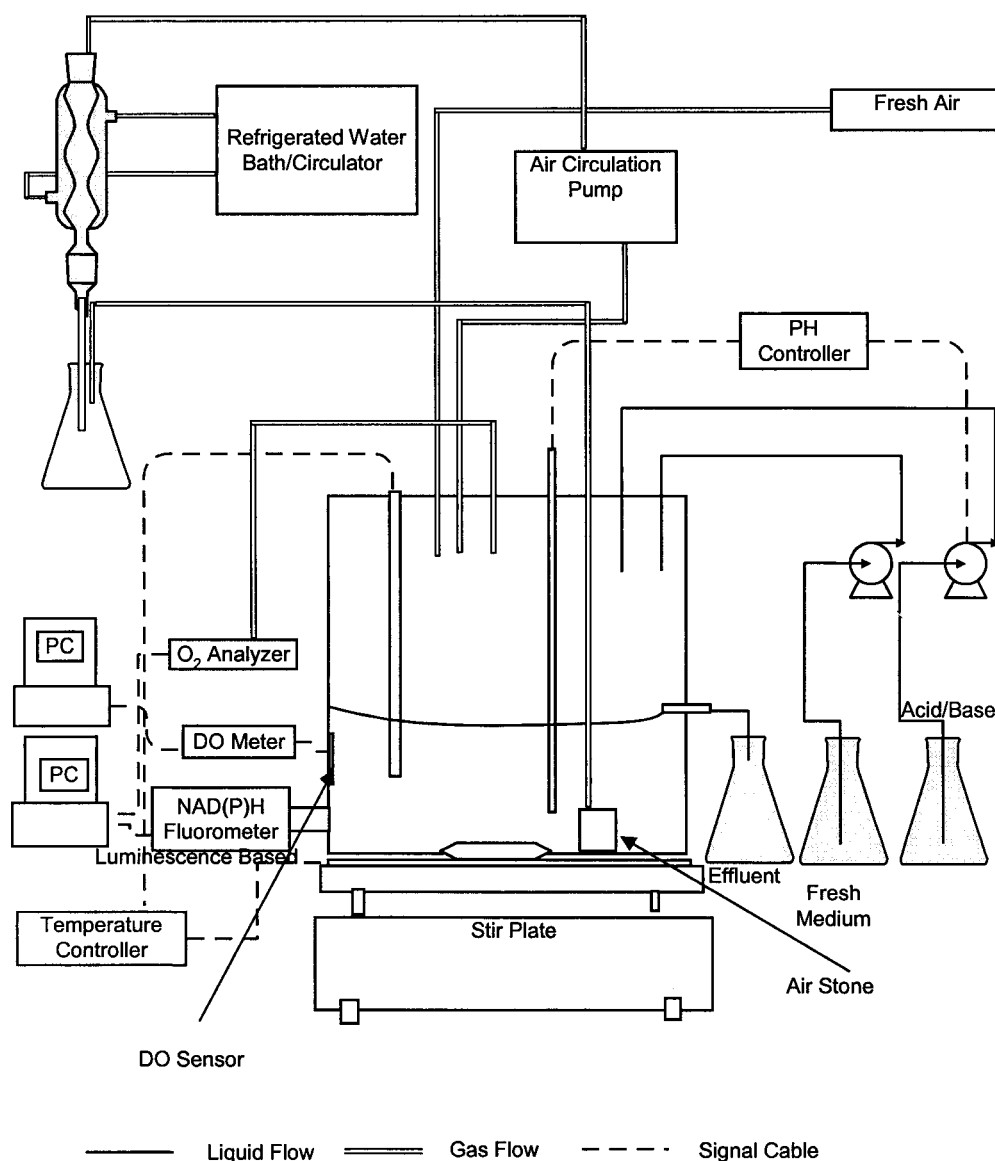 Fresh Air
Refrigerated Water
Bath/Circulator
Air Circulation
Pump
PH
Controller
PC
O₂ Analyzer
Acid/Base
DO Meter
PC
NAD(P)H
Fluorometer
Luminescence Based
Effluent
Fresh
Medium
Temperature
Controller
Stir Plate
Air Stone
DO Sensor
Liquid Flow
Gas Flow
Signal Cable